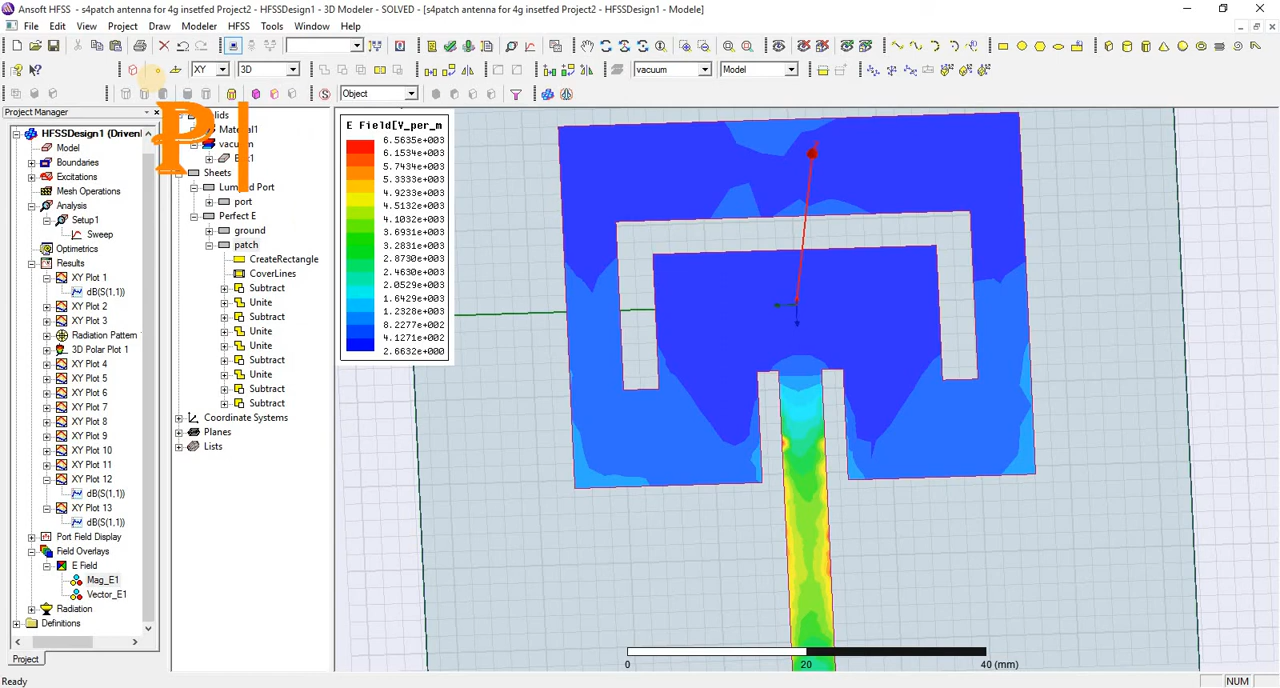 Ansoft HFSS - s4patch antenna for 4g insetfed Project2 - HFSSDesign1 - 3D Modeler - SOLVED - [s4patch antenna for 4g insetfed Project2 - HFSSDesign1 - Modele]
File Edit View Project Draw Modeler HFSS Tools Window Help
XY 3D vacuum Model
Object
Project Manager
HFSSDesign1 (Driven
Model
Boundaries
Excitations
Mesh Operations
Analysis
Setup1
Sweep
Optimetrics
Results
XY Plot 1
dB(S(1,1))
XY Plot 2
XY Plot 3
Radiation Pattern
3D Polar Plot 1
XY Plot 4
XY Plot 5
XY Plot 6
XY Plot 7
XY Plot 8
XY Plot 9
XY Plot 10
XY Plot 11
XY Plot 12
dB(S(1,1))
XY Plot 13
dB(S(1,1))
Port Field Display
Field Overlays
E Field
Mag_E1
Vector_E1
Radiation
Definitions
Project
P
olids
Material1
vacuu
Sheets
Lum
d Port
port
Perfect E
ground
patch
CreateRectangle
CoverLines
Subtract
Unite
Subtract
Unite
Unite
Subtract
Unite
Subtract
Subtract
Coordinate Systems
Planes
Lists
E Field[V_per_m
6.5635e+003
6.1534e+003
5.7434e+003
5.3333e+003
4.9233e+003
4.5132e+003
4.1032e+003
3.6931e+003
3.2831e+003
2.8730e+003
2.4630e+003
2.0529e+003
1.6429e+003
1.2328e+003
8.2277e+002
4.1271e+002
2.6632e+000
0 20 40 (mm)
Ready
NUM